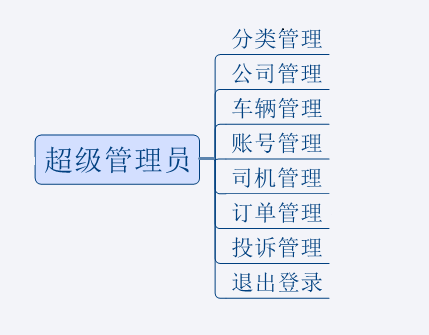 超级管理员
分类管理
公司管理
车辆管理
账号管理
司机管理
订单管理
投诉管理
退出登录